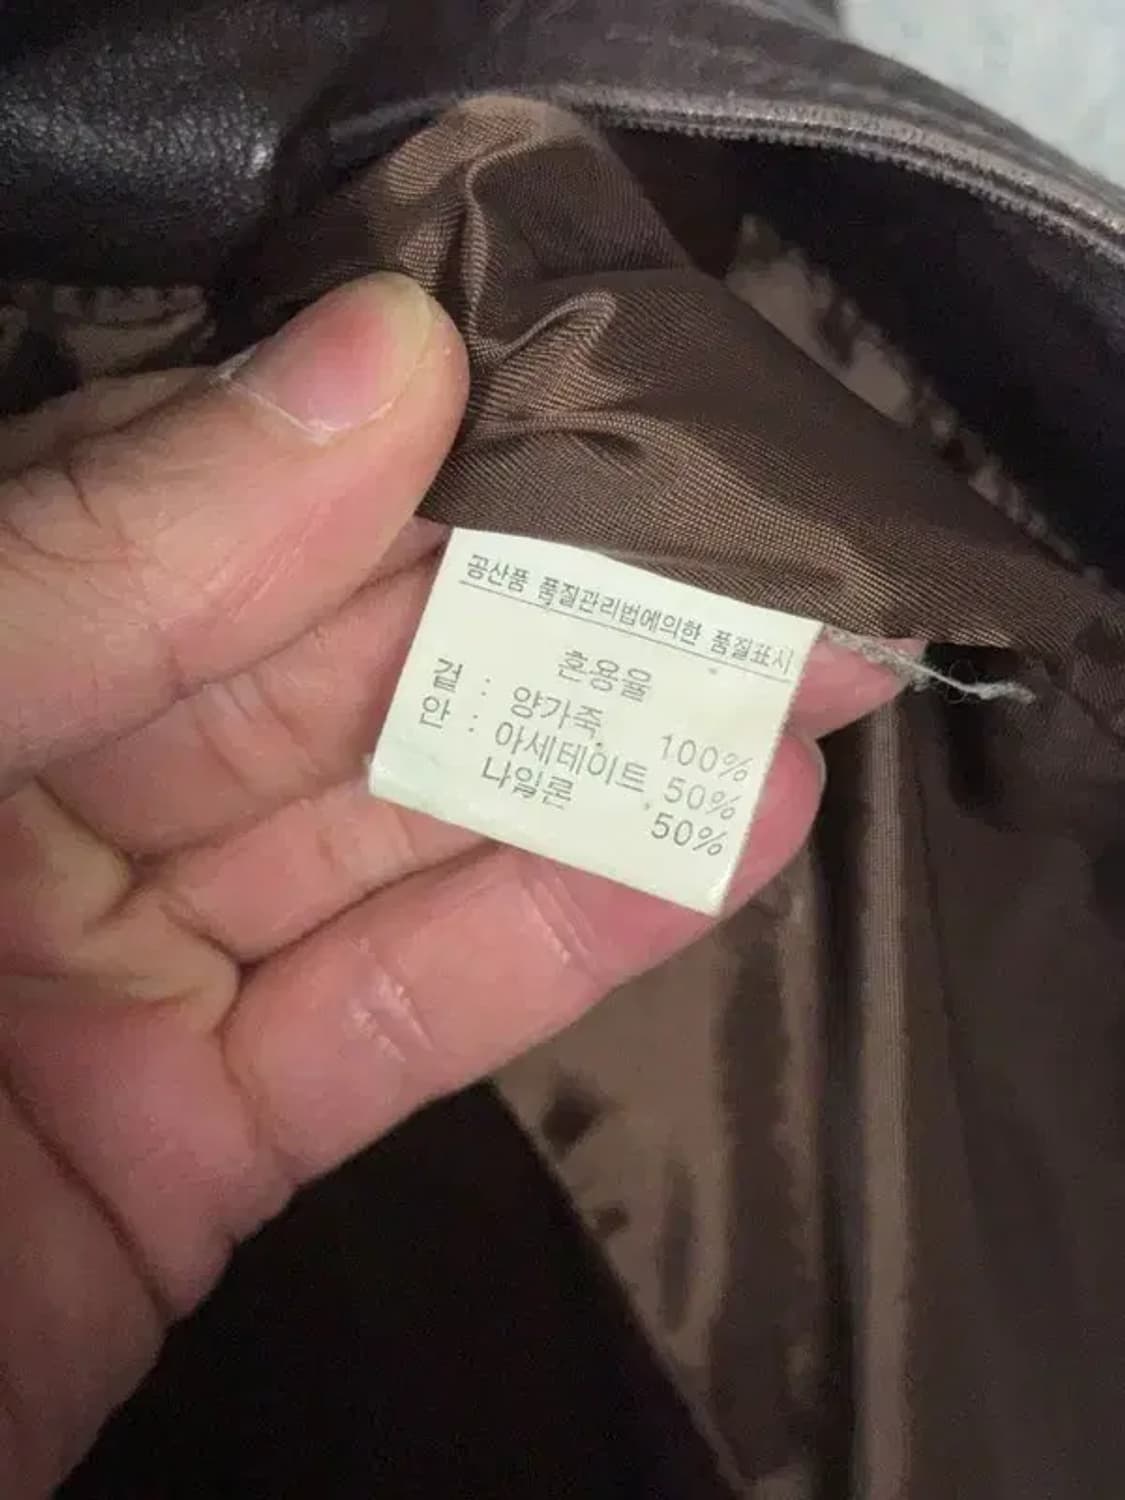 공산품 품질관리법에의한 품질표시
혼용율
겉 : 양가죽 100%
안 : 아세테이트 50%
나일론 50%